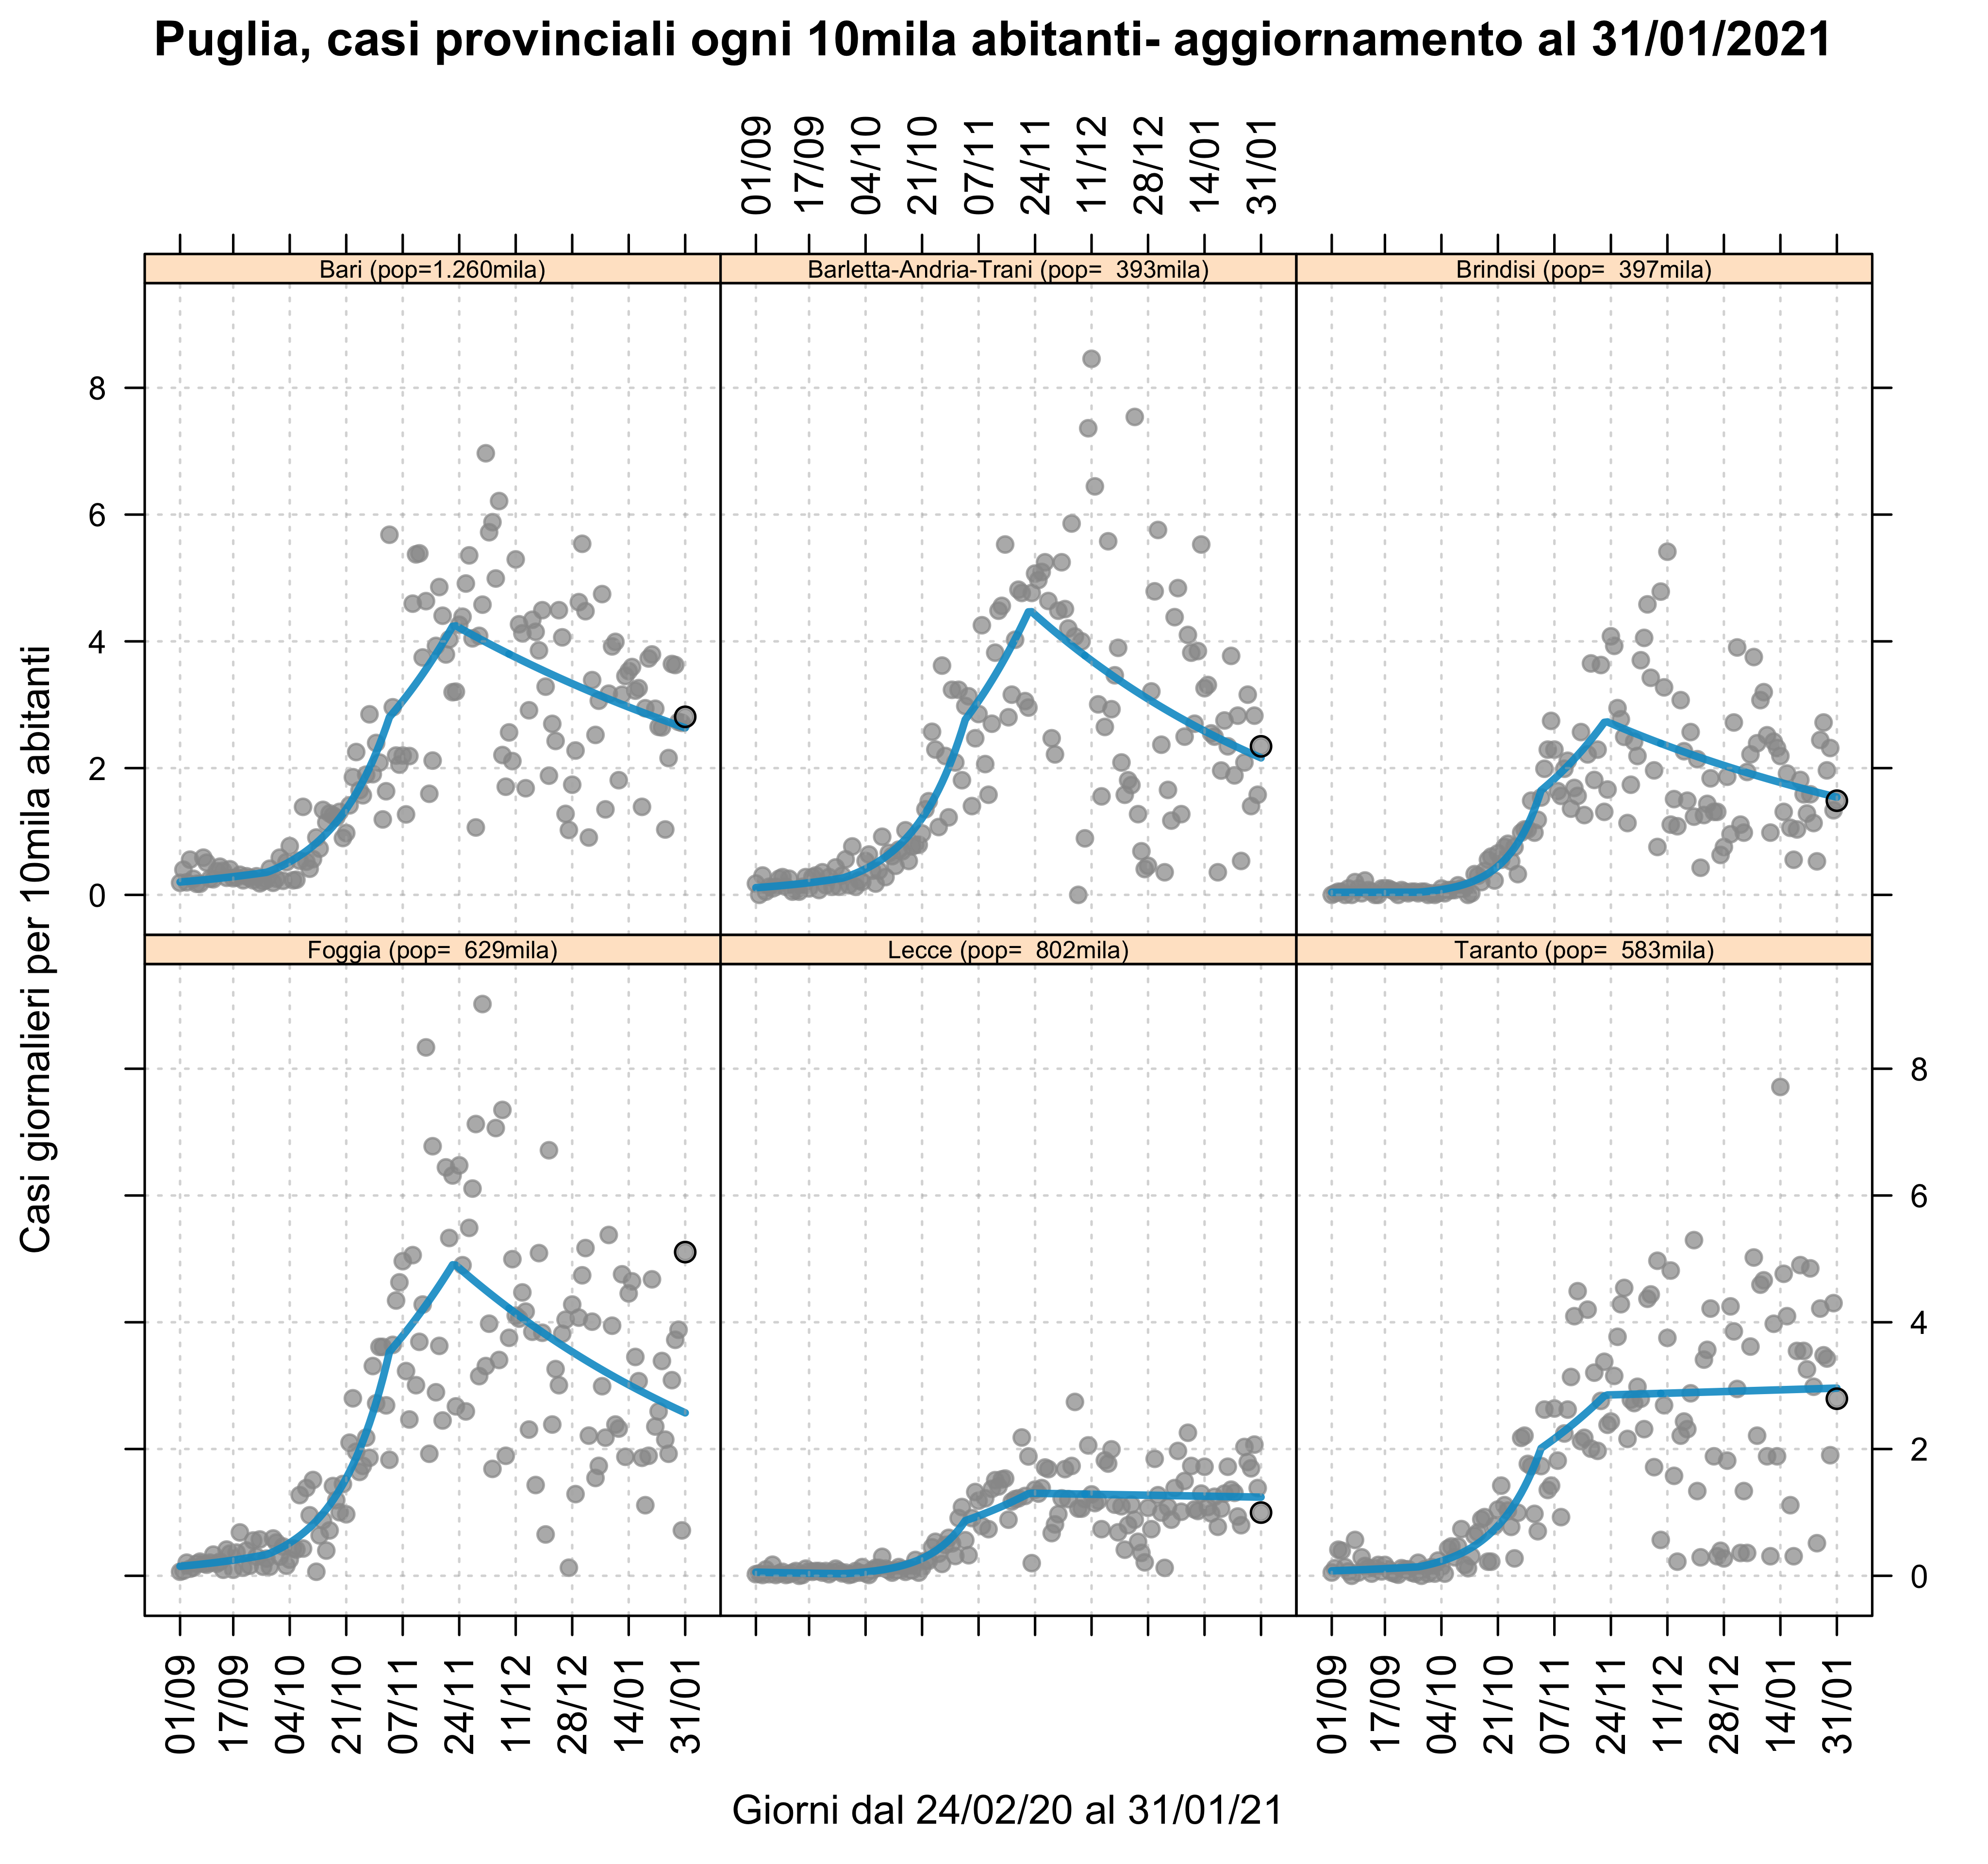 Puglia, casi provinciali ogni 10mila abitanti- aggiornamento al 31/01/2021
01/09 17/09 04/10 21/10 07/11 24/11 11/12 28/12 14/01 31/01
Bari (pop=1.260mila)
Barletta-Andria-Trani (pop=  393mila)
Brindisi (pop=  397mila)
8
6
4
2
0
Casi giornalieri per 10mila abitanti
Foggia (pop=  629mila)
Lecce (pop=  802mila)
Taranto (pop=  583mila)
8
6
4
2
0
01/09 17/09 04/10 21/10 07/11 24/11 11/12 28/12 14/01 31/01
01/09 17/09 04/10 21/10 07/11 24/11 11/12 28/12 14/01 31/01
Giorni dal 24/02/20 al 31/01/21